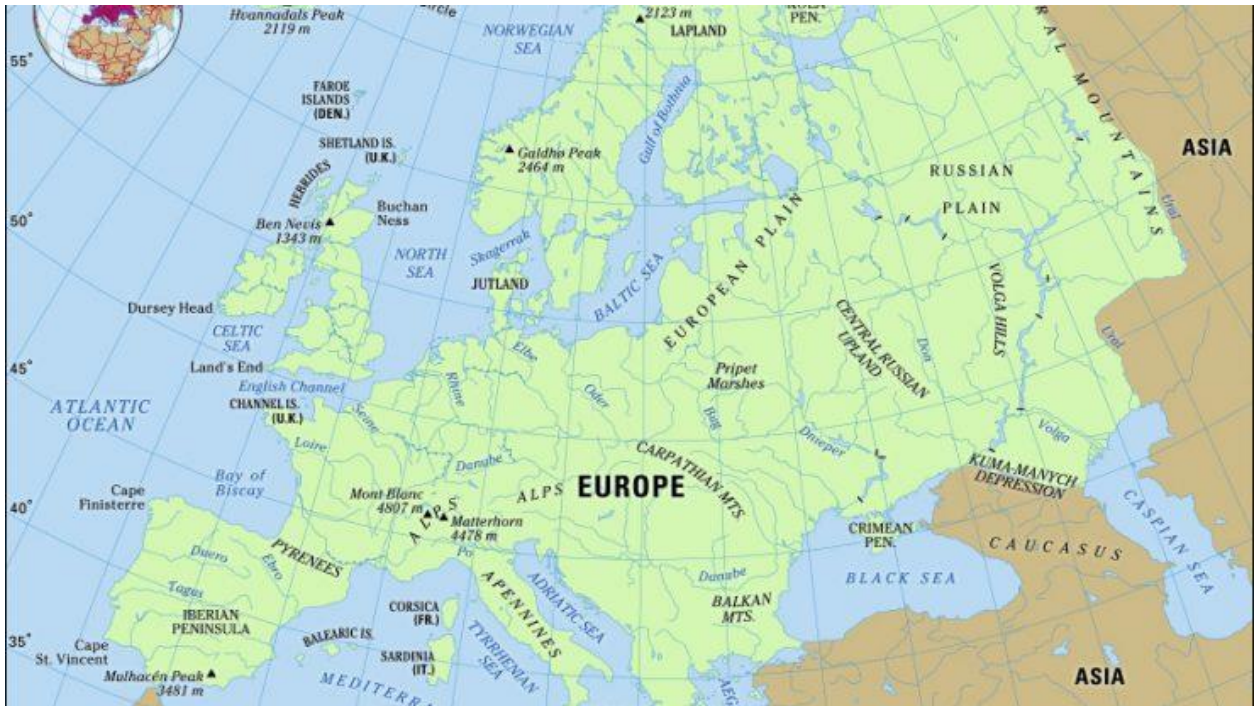 Hvannadals Peak
2119 m
Circle
NORWEGIAN
SEA
2123 m
LAPLAND
PEN.
55°
FAROE
ISLANDS
(DEN.)
SHETLAND IS.
(U.K.)
HEBRIDES
Galdhø Peak
2464 m
Gulf of Bothnia
URAL MOUNTAINS
ASIA
RUSSIAN
PLAIN
Ural
50°
Ben Nevis
1343 m
Buchan
Ness
NORTH
SEA
Skagerrak
JUTLAND
BALTIC SEA
EUROPEAN PLAIN
VOLGA HILLS
Dursey Head
CELTIC
SEA
Land's End
English Channel
CHANNEL IS.
(U.K.)
45°
Elbe
Rhine
Oder
Pripet
Marshes
Bug
CENTRAL RUSSIAN
UPLAND
Don
Ural
ATLANTIC
OCEAN
Seine
Loire
Danube
CARPATHIAN MTS.
Dnieper
Volga
KUMA-MANYCH
DEPRESSION
Bay of
Biscay
Cape
Finisterre
40°
Mont Blanc
4807 m
ALPS
ALPS
EUROPE
Matterhorn
4478 m
CRIMEAN
PEN.
CAUCASUS
CASPIAN SEA
Duero
Ebro
PYRENEES
Po
Tagus
IBERIAN
PENINSULA
CORSICA
(FR.)
APENNINES
ADRIATIC SEA
Danube
BALKAN
MTS.
BLACK SEA
35°
Cape
St. Vincent
BALEARIC IS.
SARDINIA
(IT.)
TYRRHENIAN
SEA
Mulhacén Peak
3481 m
MEDITERR
AEG
ASIA